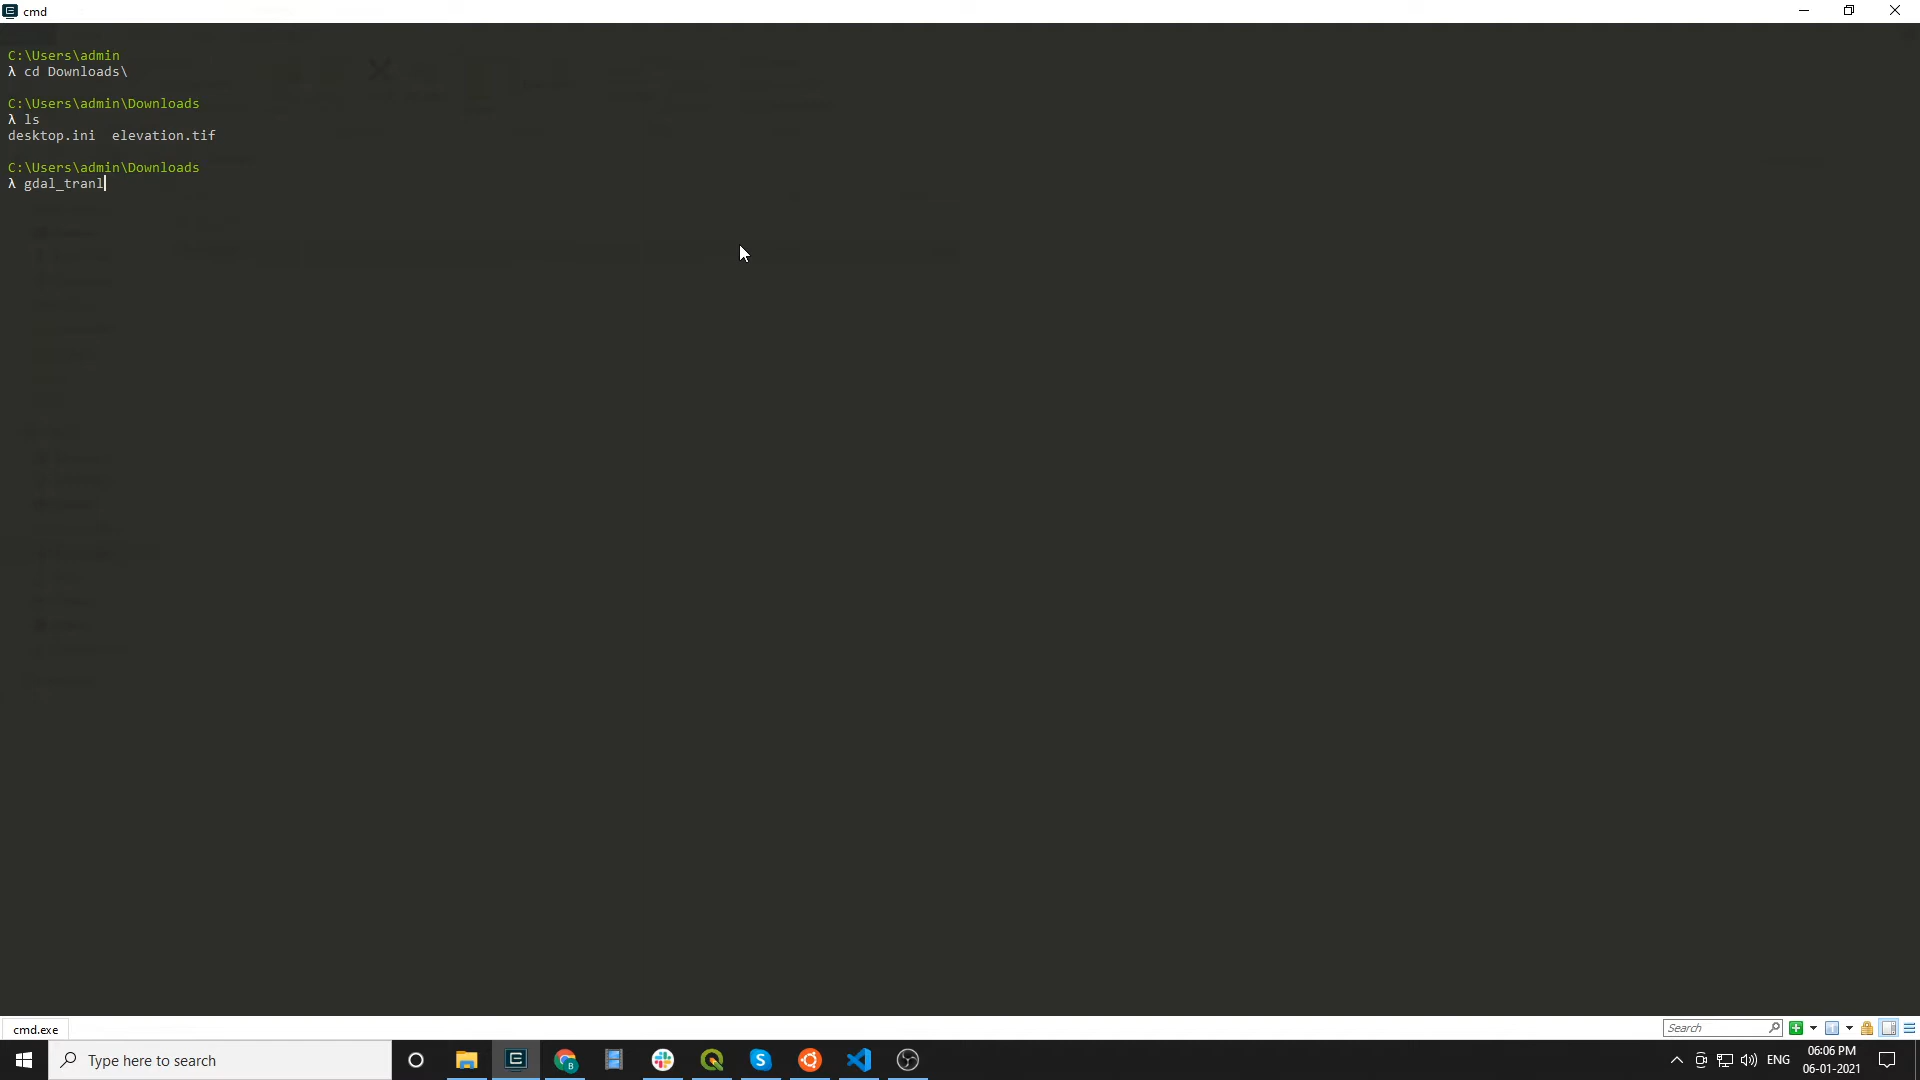 cmd
C:\Users\admin
λ cd Downloads\
C:\Users\admin\Downloads
λ ls
desktop.ini  elevation.tif
C:\Users\admin\Downloads
λ gdal_tranl
cmd.exe
Search
Type here to search
ENG
06:06 PM
06-01-2021